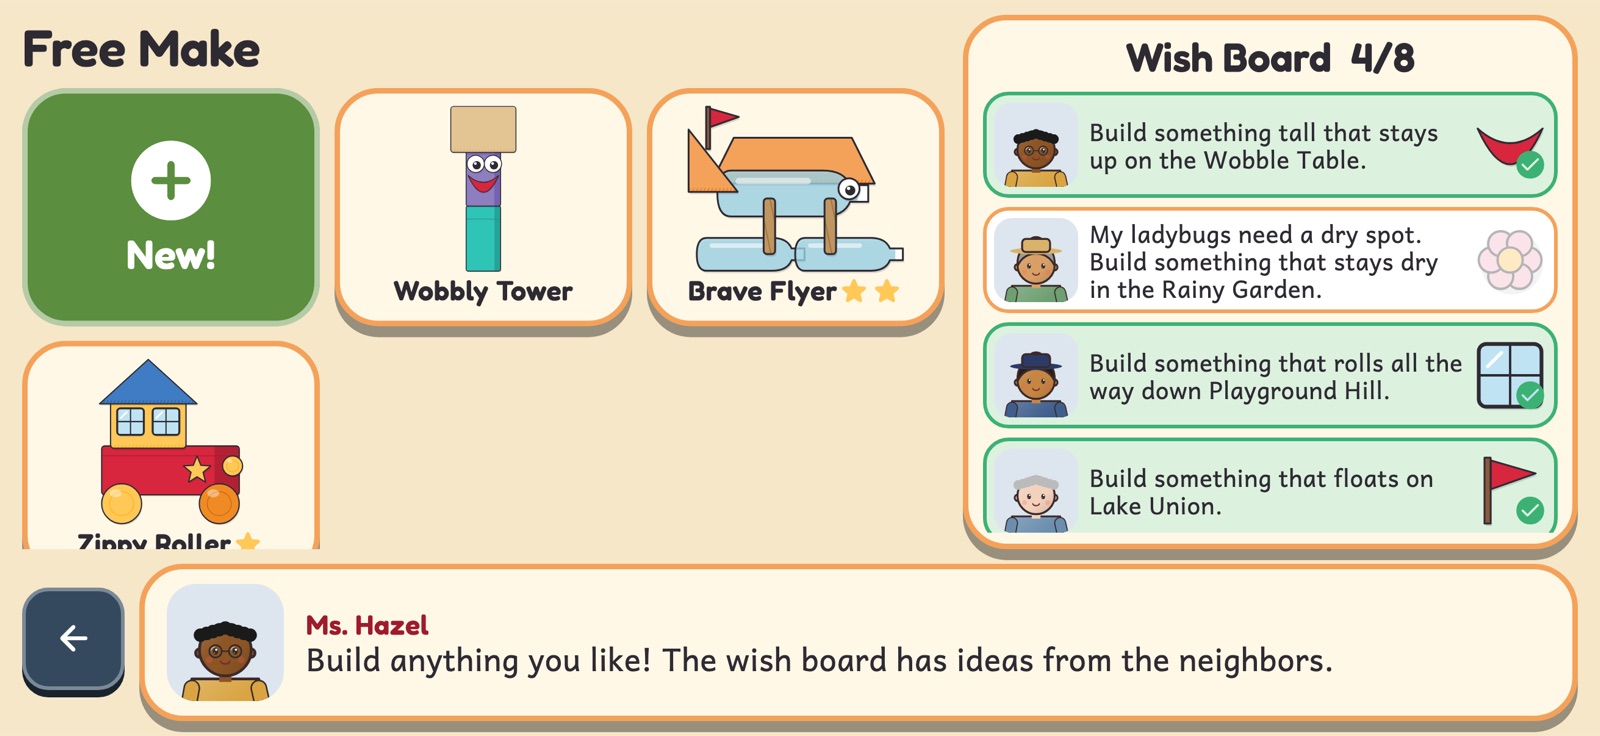 Free Make
New!
Wobbly Tower
Brave Flyer
Zippy Roller
Wish Board 4/8
Build something tall that stays
up on the Wobble Table.
My ladybugs need a dry spot.
Build something that stays dry
in the Rainy Garden.
Build something that rolls all the
way down Playground Hill.
Build something that floats on
Lake Union.
Ms. Hazel
Build anything you like! The wish board has ideas from the neighbors.